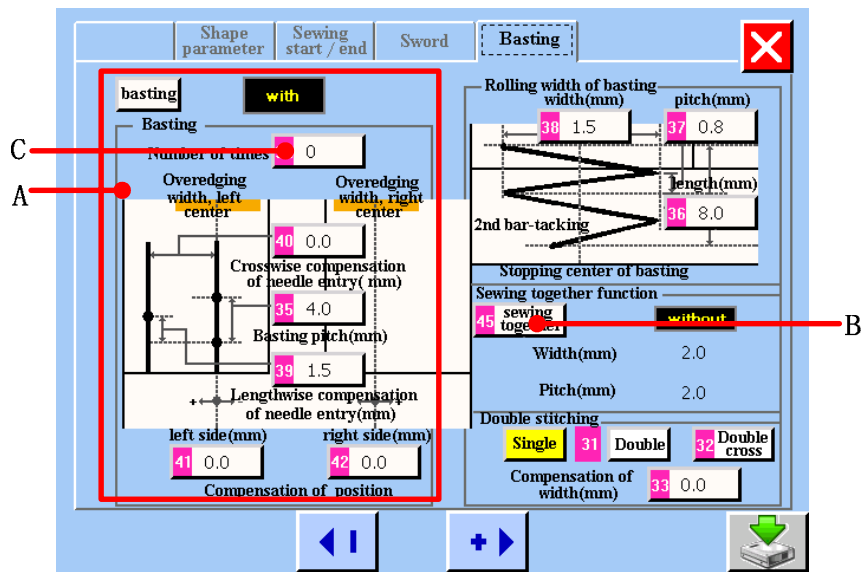 Shape
parameter
Sewing
start / end
Sword
Basting
basting
with
Basting
Number of times
0
C
A
Overedging
width, left
center
Overedging
width, right
center
40 0.0
Crosswise compensation
of needle entry( mm)
35 4.0
Basting pitch(mm)
39 1.5
Lengthwise compensation
of needle entry(mm)
left side(mm)
right side(mm)
41 0.0
42 0.0
Compensation of position
Rolling width of basting
width(mm)
pitch(mm)
38 1.5
37 0.8
length(mm)
36 8.0
2nd bar-tacking
Stopping center of basting
Sewing together function
45 sewing
together
without
B
Width(mm) 2.0
Pitch(mm) 2.0
Double stitching
Single
31 Double
32 Double
cross
Compensation of
width(mm)
33 0.0